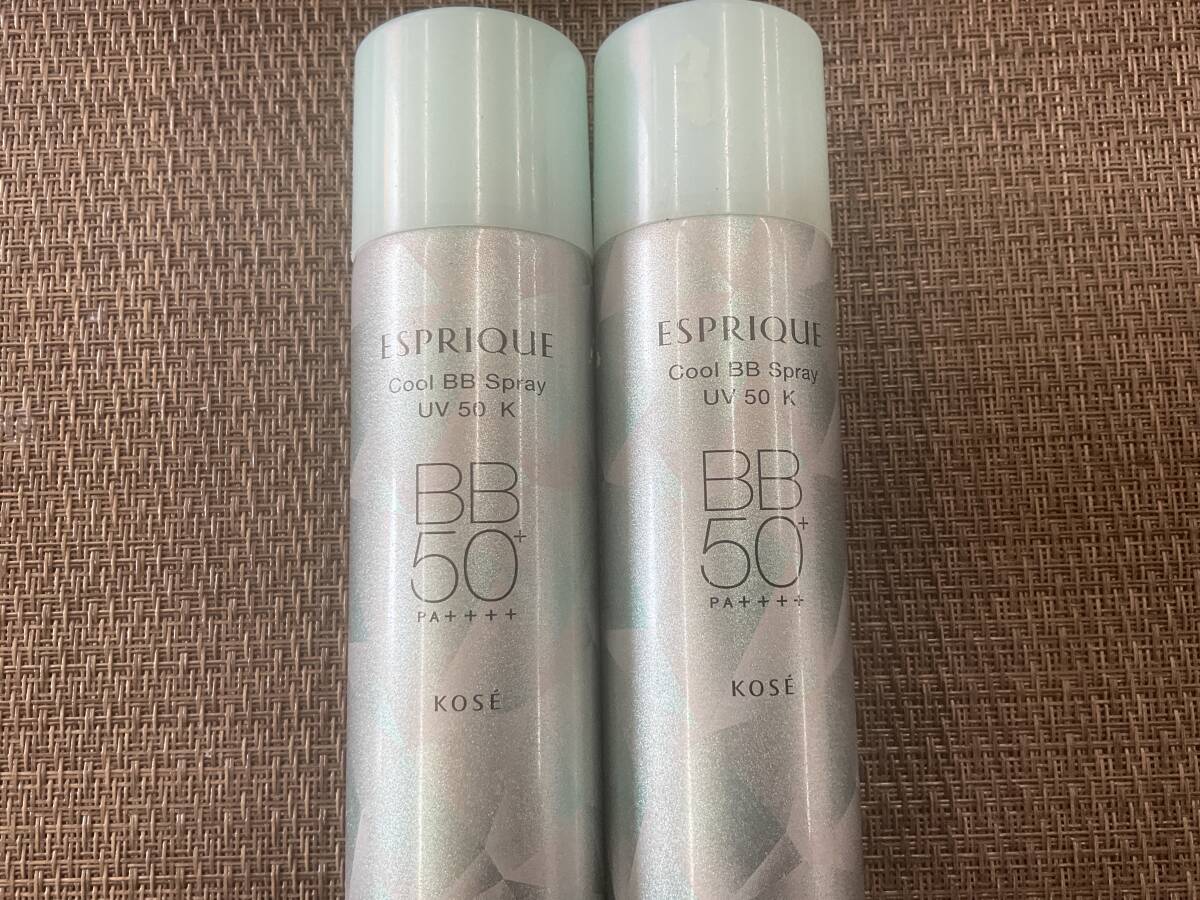 ESPRIQUE
Cool BB Spray
UV 50 K
BB
50+
PA++++
KOSÉ
ESPRIQUE
Cool BB Spray
UV 50 K
BB
50+
PA++++
KOSÉ